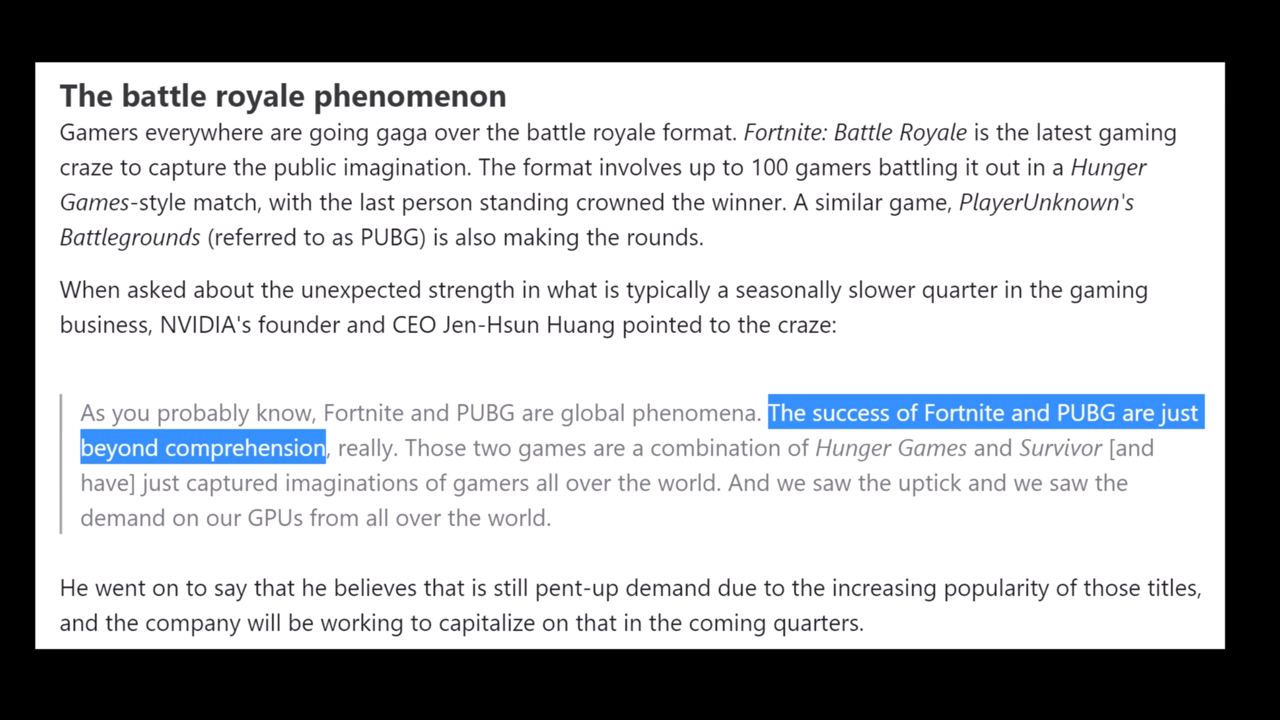 The battle royale phenomenon
Gamers everywhere are going gaga over the battle royale format. Fortnite: Battle Royale is the latest gaming
craze to capture the public imagination. The format involves up to 100 gamers battling it out in a Hunger
Games-style match, with the last person standing crowned the winner. A similar game, PlayerUnknown's
Battlegrounds (referred to as PUBG) is also making the rounds.
When asked about the unexpected strength in what is typically a seasonally slower quarter in the gaming
business, NVIDIA's founder and CEO Jen-Hsun Huang pointed to the craze:
As you probably know, Fortnite and PUBG are global phenomena. The success of Fortnite and PUBG are just
beyond comprehension, really. Those two games are a combination of Hunger Games and Survivor [and
have] just captured imaginations of gamers all over the world. And we saw the uptick and we saw the
demand on our GPUs from all over the world.
He went on to say that he believes that is still pent-up demand due to the increasing popularity of those titles,
and the company will be working to capitalize on that in the coming quarters.